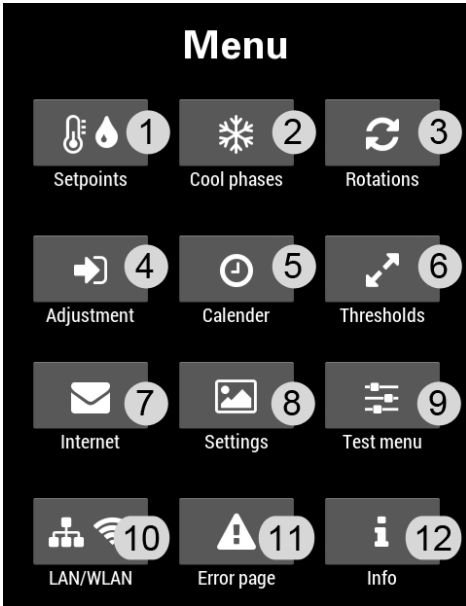 Menu
1 2 3
Setpoints Cool phases Rotations
4 5 6
Adjustment Calender Thresholds
7 8 9
Internet Settings Test menu
10 11 12
LAN/WLAN Error page Info